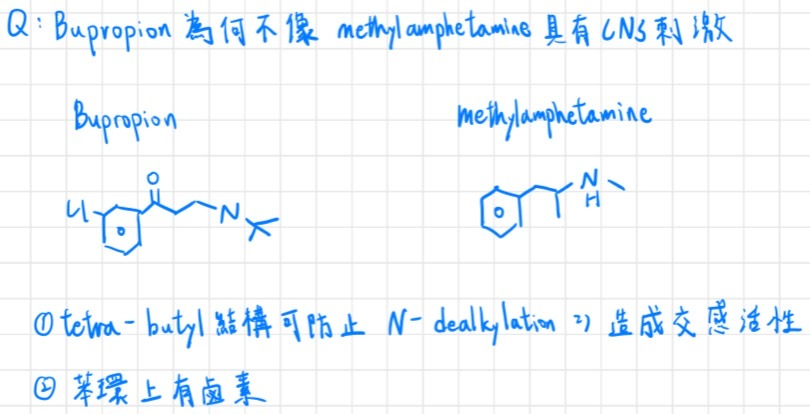 Q: Bupropion 為何不像 methylamphetamine 具有 CNS 刺激
Bupropion methylamphetamine
Cl O N N H
① tetra-butyl 結構可防止 N-dealkylation => 造成交感活性
② 苯環上有鹵素